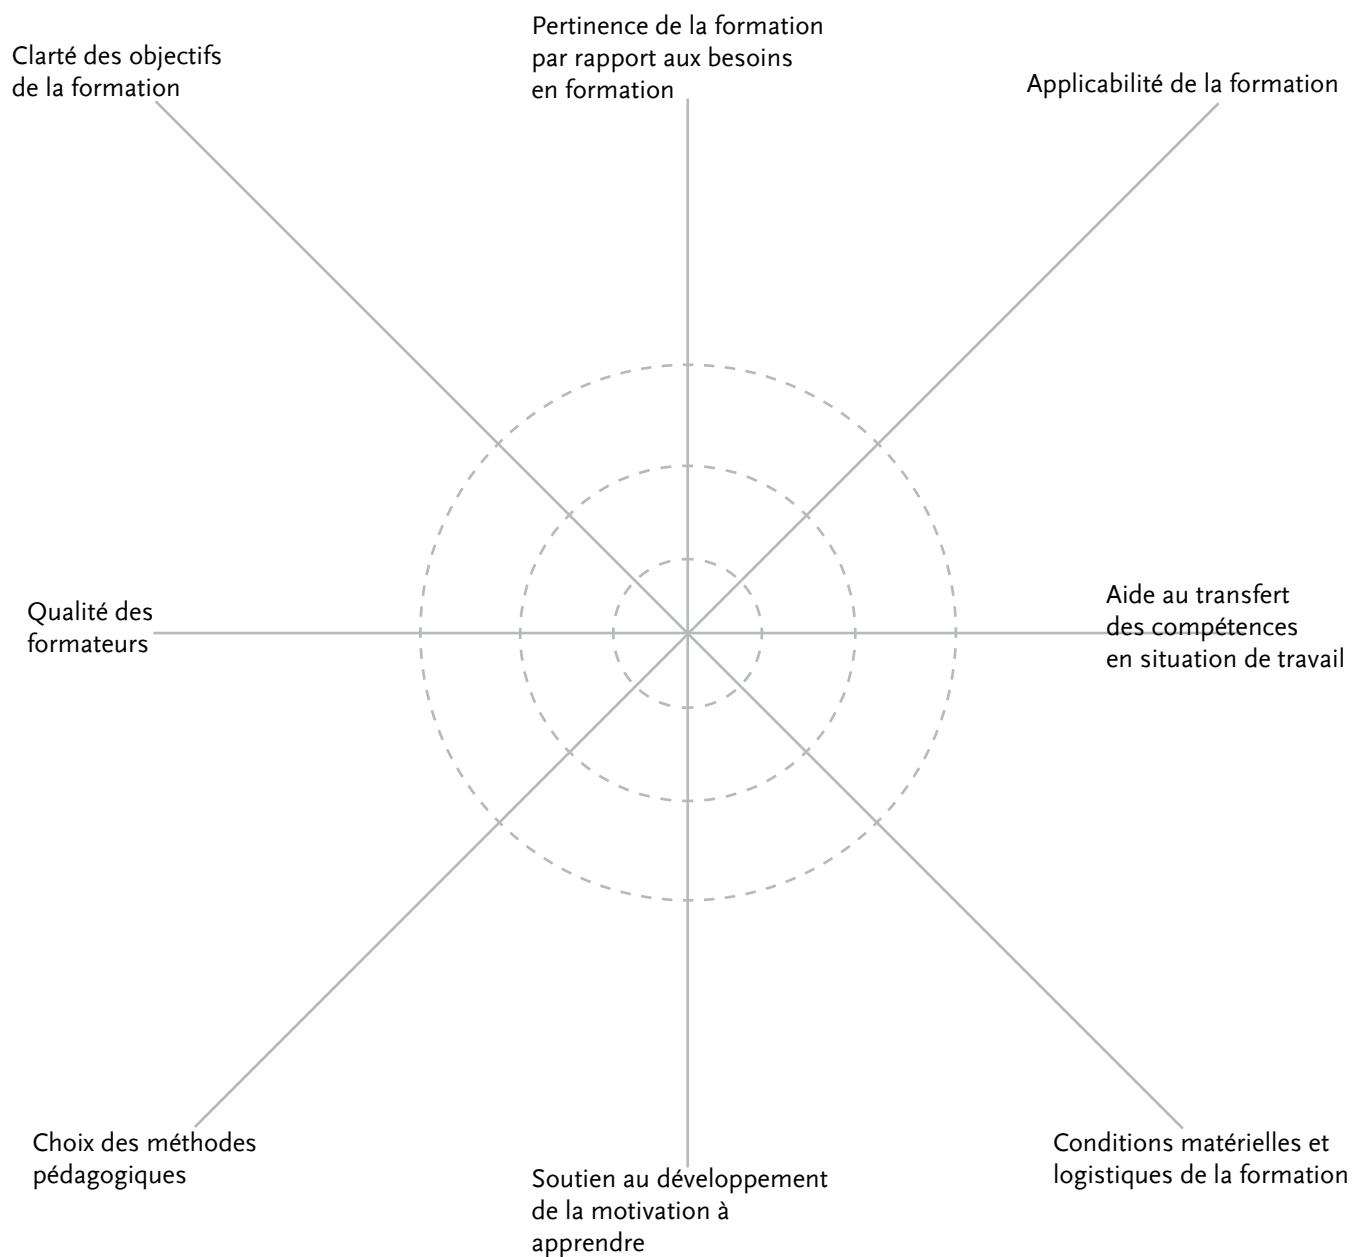 Pertinence de la formation
par rapport aux besoins
en formation
Clarté des objectifs
de la formation
Applicabilité de la formation
Qualité des
formateurs
Aide au transfert
des compétences
en situation de travail
Choix des méthodes
pédagogiques
Soutien au développement
de la motivation à
apprendre
Conditions matérielles et
logistiques de la formation